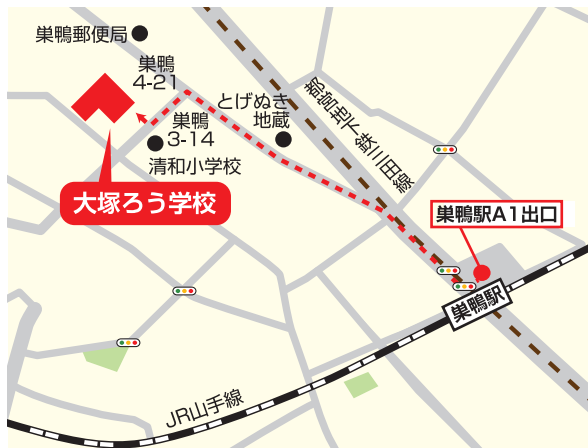 巣鴨郵便局
巣鴨
4-21
とげぬき
地蔵
都営地下鉄三田線
巣鴨
3-14
清和小学校
大塚ろう学校
巣鴨駅A1出口
巣鴨駅
JR山手線